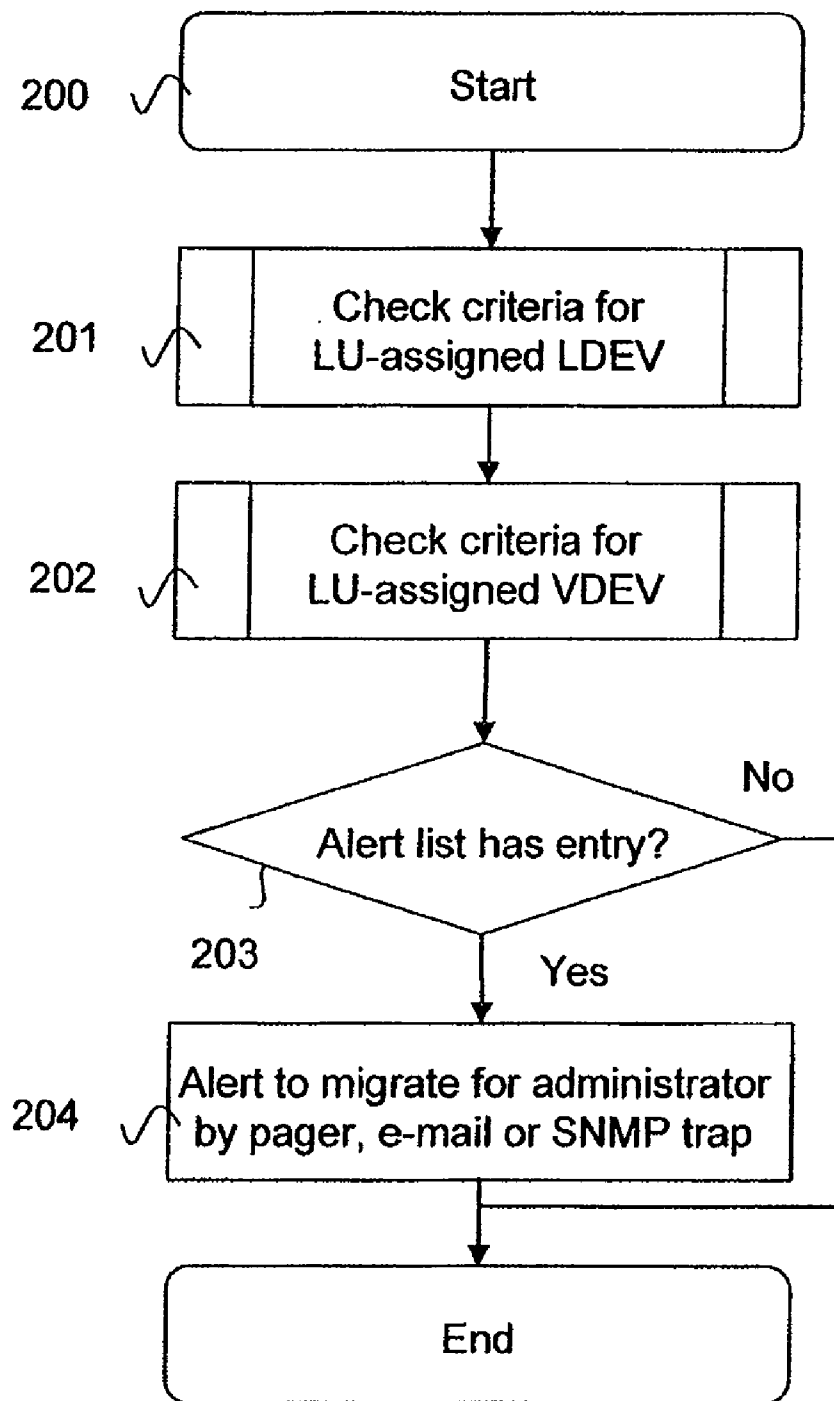 200
Start
201
Check criteria for
LU-assigned LDEV
202
Check criteria for
LU-assigned VDEV
No
Alert list has entry?
203
Yes
204
Alert to migrate for administrator
by pager, e-mail or SNMP trap
End